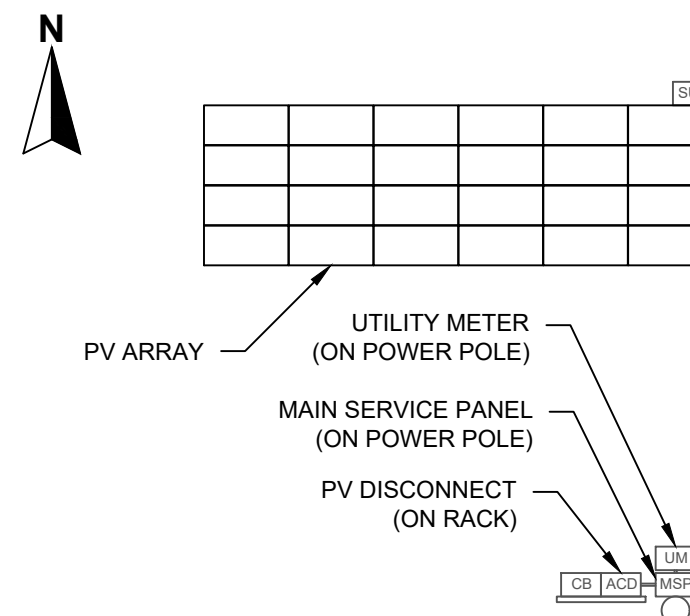 N
PV ARRAY
UTILITY METER
(ON POWER POLE)
MAIN SERVICE PANEL
(ON POWER POLE)
PV DISCONNECT
(ON RACK)
UM
CB
ACD
MSP